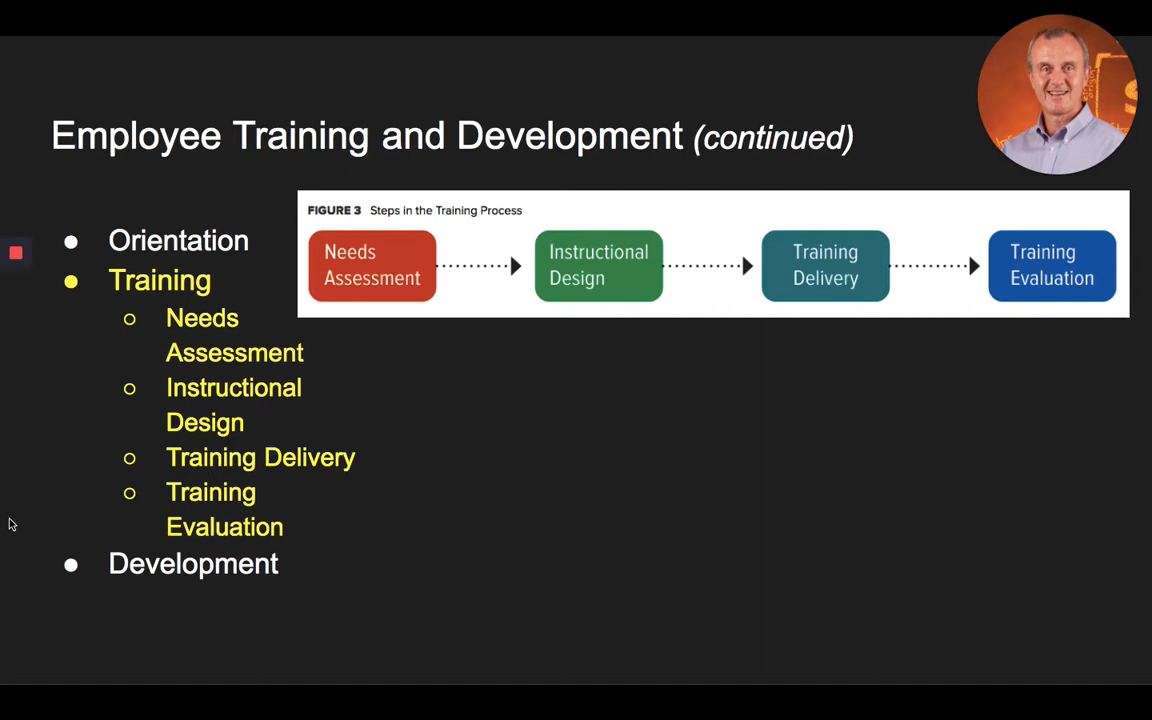 Employee Training and Development (continued)
FIGURE 3 Steps in the Training Process
Needs
Assessment
Instructional
Design
Training
Delivery
Training
Evaluation
● Orientation
● Training
○ Needs
Assessment
○ Instructional
Design
○ Training Delivery
○ Training
Evaluation
● Development